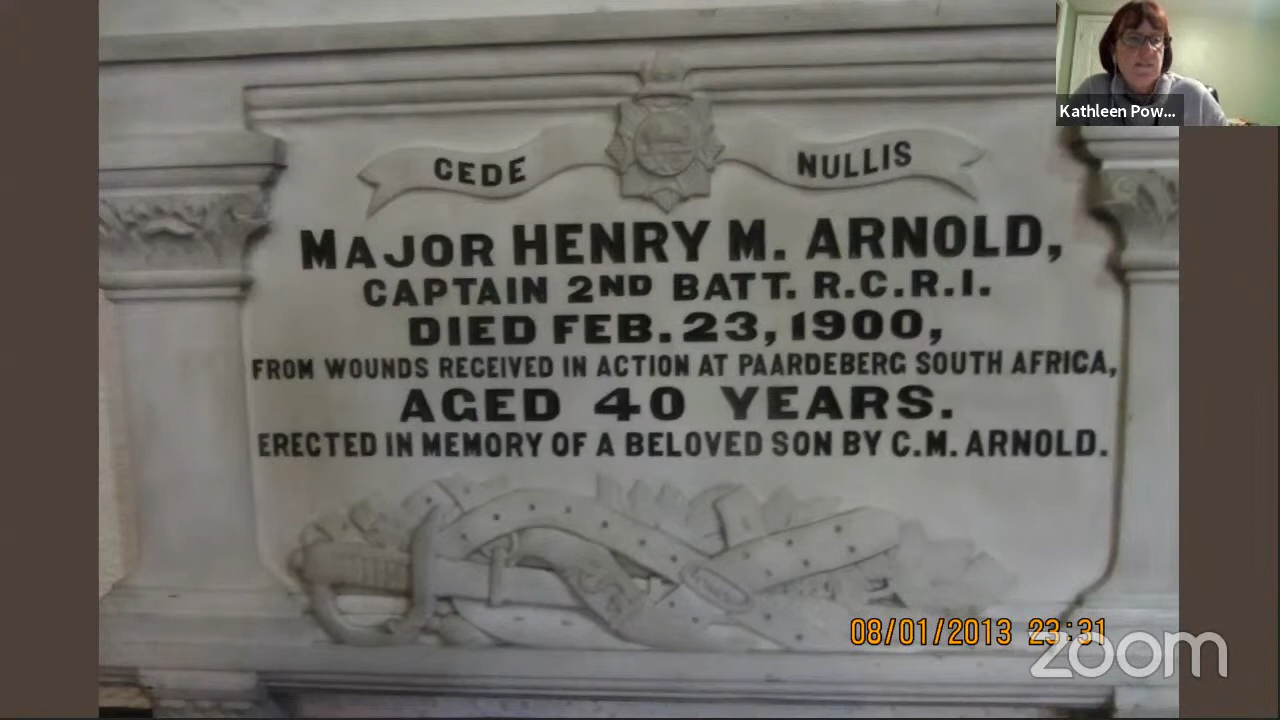 Kathleen Pow...
CEDE NULLIS
MAJOR HENRY M. ARNOLD,
CAPTAIN 2ND BATT. R.C.R.I.
DIED FEB. 23, 1900,
FROM WOUNDS RECEIVED IN ACTION AT PAARDEBERG SOUTH AFRICA,
AGED 40 YEARS.
ERECTED IN MEMORY OF A BELOVED SON BY C.M. ARNOLD.
08/01/2013 23:31
zoom